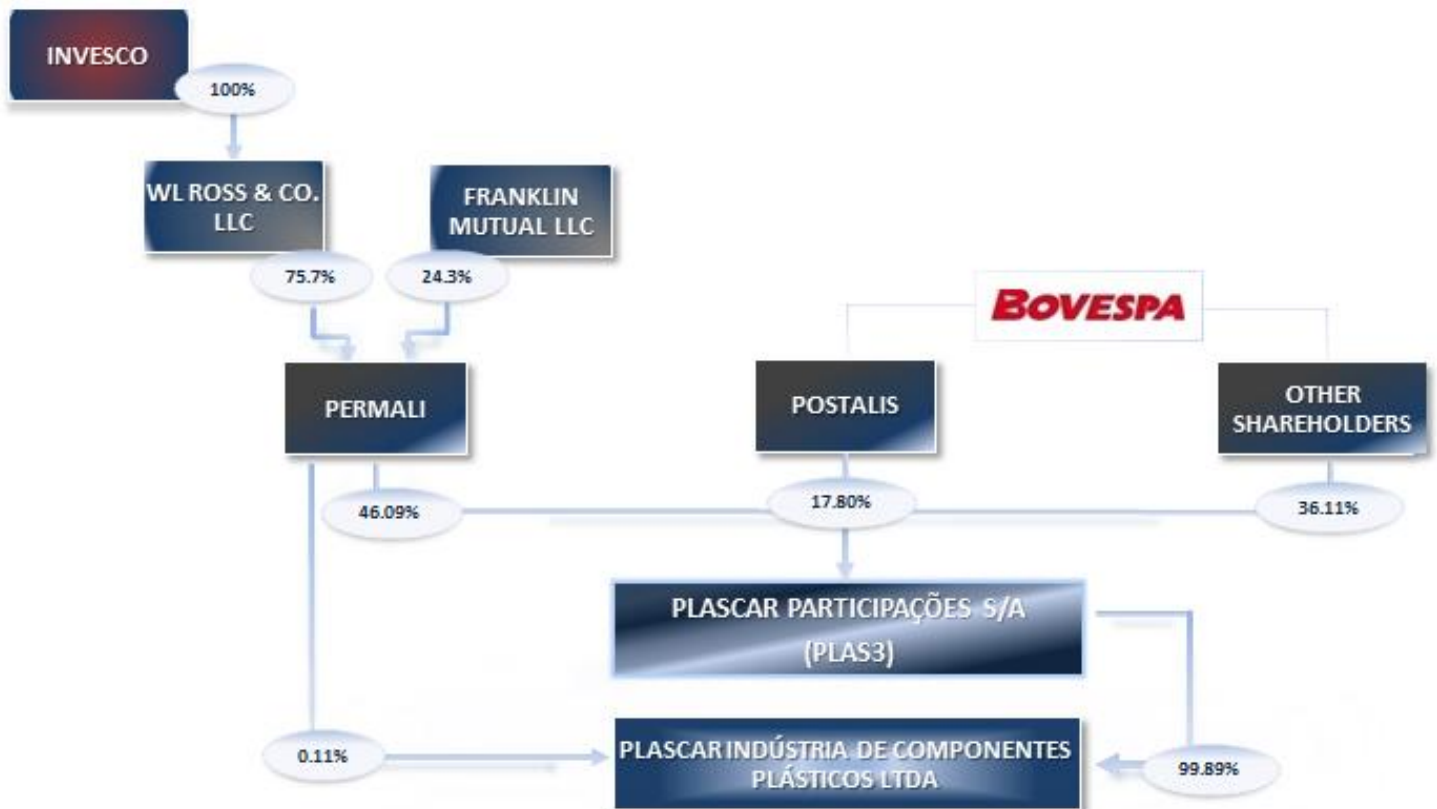 INVESCO
100%
WL ROSS & CO.
LLC
FRANKLIN
MUTUAL LLC
75.7%
24.3%
BOVESPA
PERMALI
POSTALIS
OTHER
SHAREHOLDERS
46.09%
17.80%
36.11%
PLASCAR PARTICIPAÇÕES S/A
(PLAS3)
0.11%
PLASCAR INDÚSTRIA DE COMPONENTES
PLÁSTICOS LTDA
99.89%